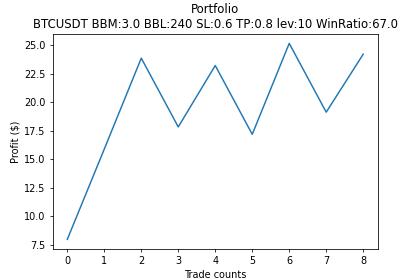 Portfolio
BTCUSDT BBM:3.0 BBL:240 SL:0.6 TP:0.8 lev:10 WinRatio:67.0
25.0
22.5
20.0
17.5
15.0
12.5
10.0
7.5
Profit ($)
0 1 2 3 4 5 6 7 8
Trade counts